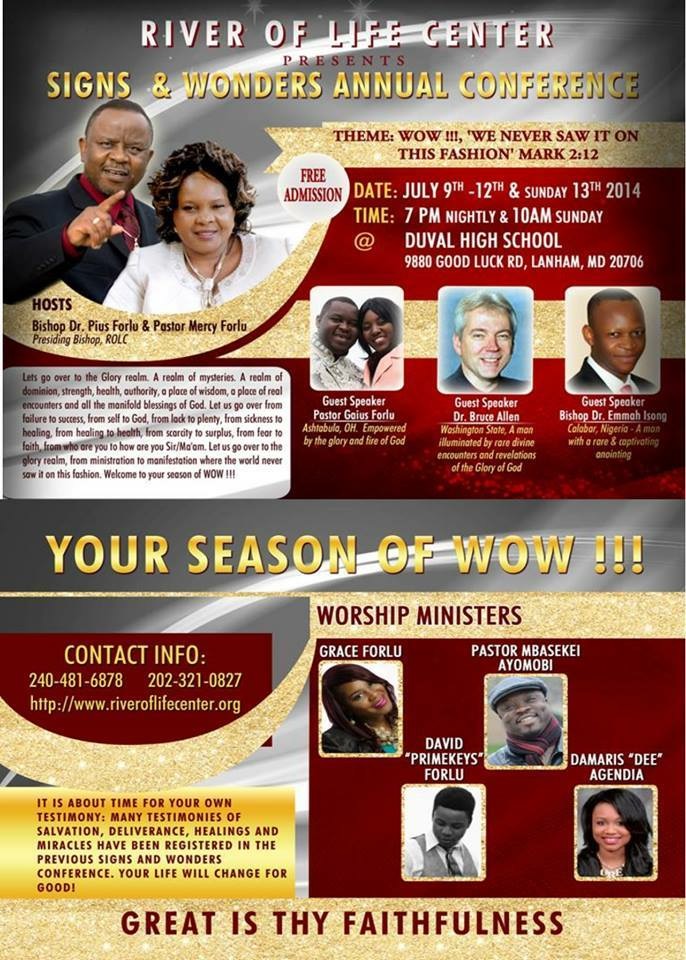 RIVER OF LIFE CENTER
PRESENTS
SIGNS & WONDERS ANNUAL CONFERENCE
THEME: WOW !!!, 'WE NEVER SAW IT ON
THIS FASHION' MARK 2:12
FREE
ADMISSION
DATE: JULY 9TH -12TH & SUNDAY 13TH 2014
TIME: 7 PM NIGHTLY & 10AM SUNDAY
@ DUVAL HIGH SCHOOL
9880 GOOD LUCK RD, LANHAM, MD 20706
HOSTS
Bishop Dr. Pius Forlu & Pastor Mercy Forlu
Presiding Bishop, ROLC
Lets go over to the Glory realm. A realm of mysteries. A realm of
dominion, strength, health, authority, a place of wisdom, a place of real
encounters and all the manifold blessings of God. Let us go over from
failure to success, from self to God, from lack to plenty, from sickness to
healing, from healing to health, from scarcity to surplus, from fear to
faith, from who are you to how are you Sir/Ma'am. Let us go over to the
glory realm, from ministration to manifestation where the world never
saw it on this fashion. Welcome to your season of WOW !!!
Guest Speaker
Pastor Gaius Forlu
Ashtabula, OH. Empowered
by the glory and fire of God
Guest Speaker
Dr. Bruce Allen
Washington State, A man
illuminated by rare divine
encounters and revelations
of the Glory of God
Guest Speaker
Bishop Dr. Emmah Isong
Calabar, Nigeria - A man
with a rare & captivating
anointing
YOUR SEASON OF WOW !!!
CONTACT INFO:
240-481-6878 202-321-0827
http://www.riveroflifecenter.org
WORSHIP MINISTERS
GRACE FORLU
PASTOR MBASEKEI
AYOMOBI
DAVID
"PRIMEKEYS"
FORLU
DAMARIS "DEE"
AGENDIA
IT IS ABOUT TIME FOR YOUR OWN
TESTIMONY: MANY TESTIMONIES OF
SALVATION, DELIVERANCE, HEALINGS AND
MIRACLES HAVE BEEN REGISTERED IN THE
PREVIOUS SIGNS AND WONDERS
CONFERENCE. YOUR LIFE WILL CHANGE FOR
GOOD!
GREAT IS THY FAITHFULNESS